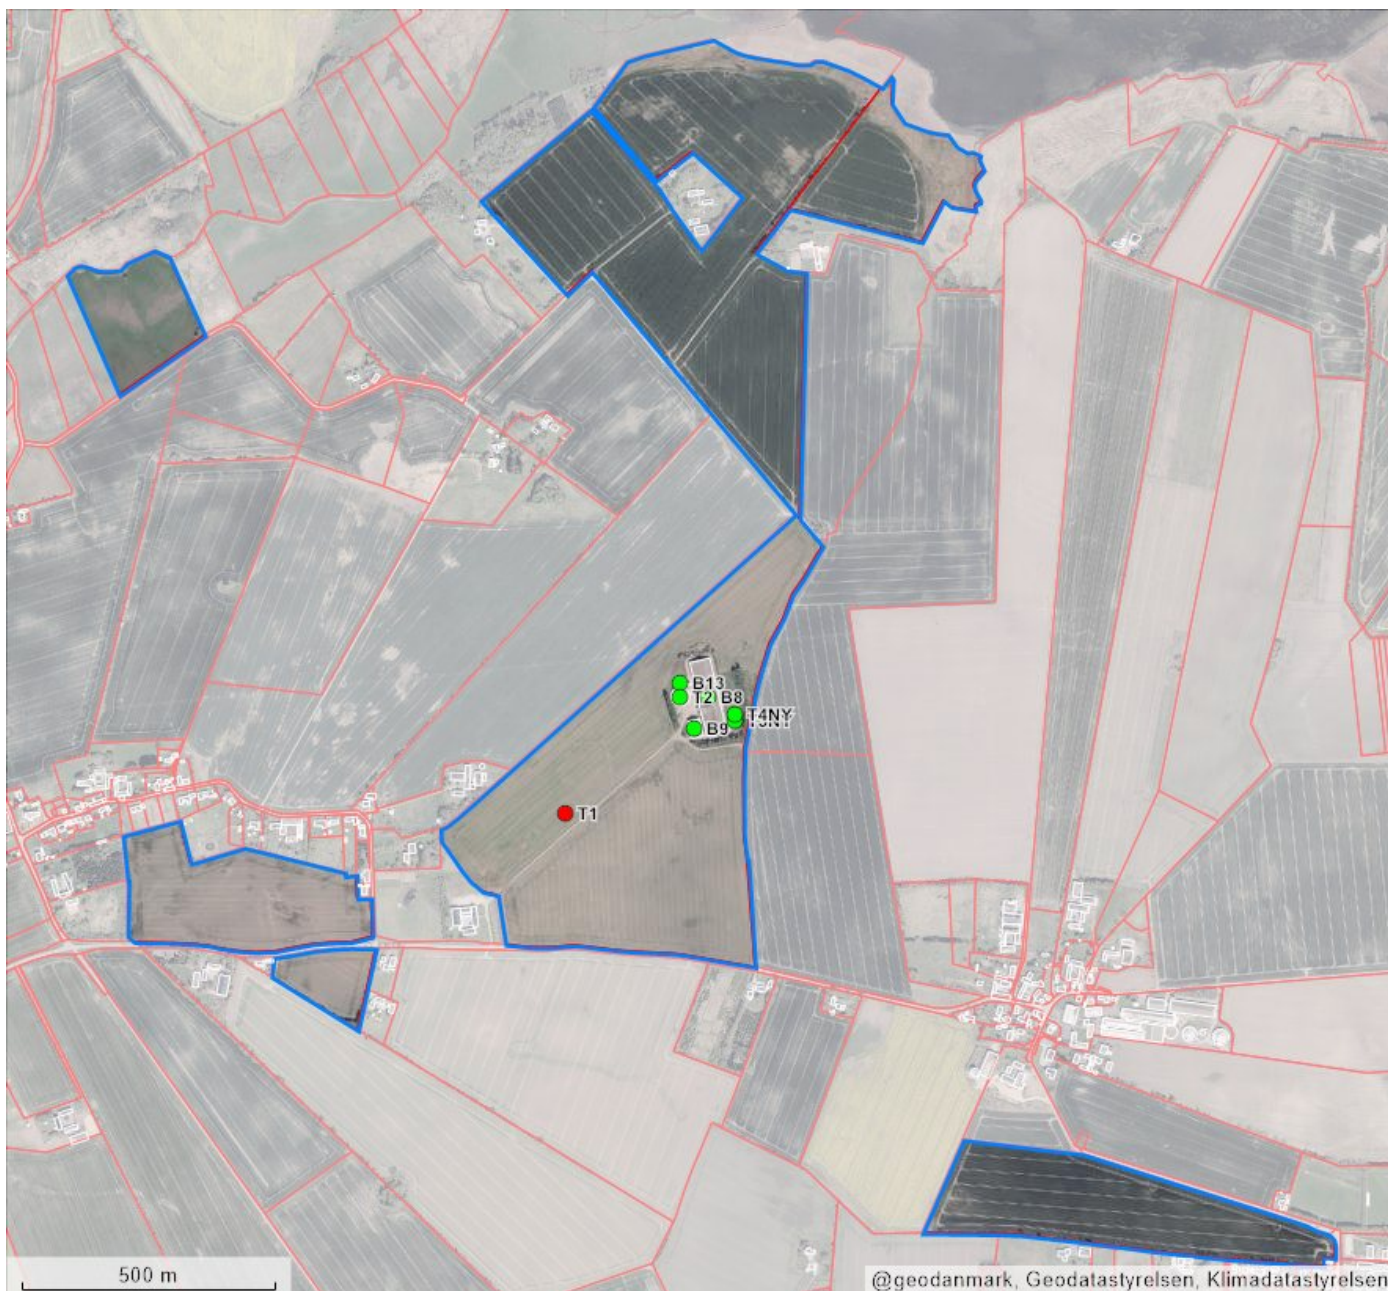 B13
T2
B8
T4NY
B9
T1
500 m
@geodanmark, Geodatastyrelsen, Klimadatastyrelsen